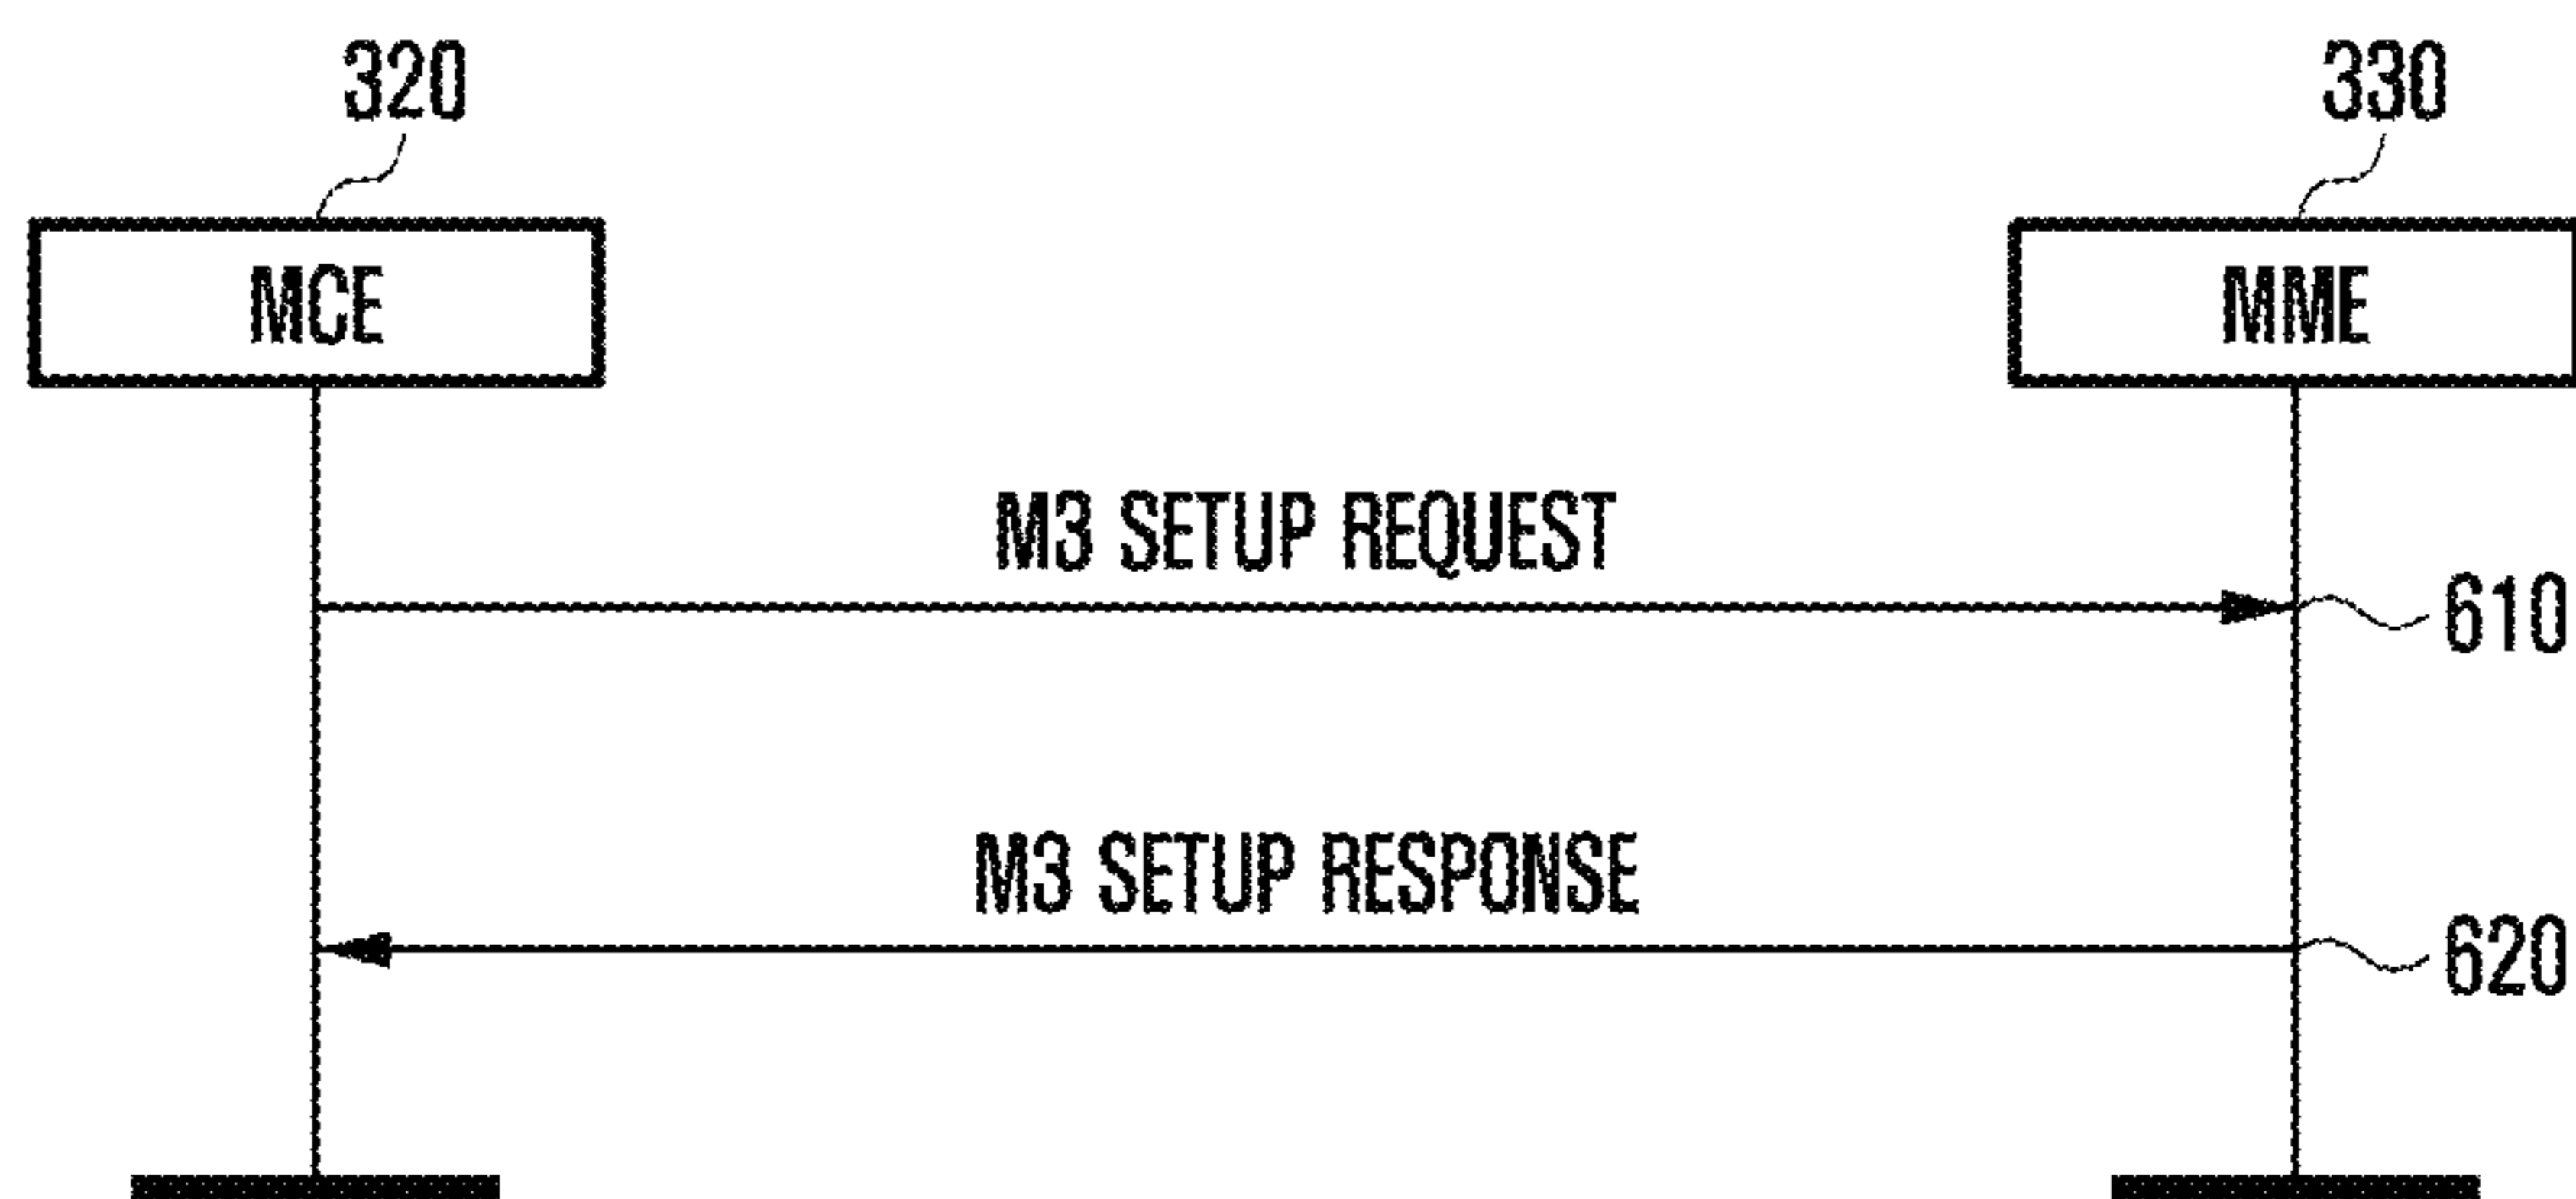 320
330
MCE
MME
M3 SETUP REQUEST
610
M3 SETUP RESPONSE
620